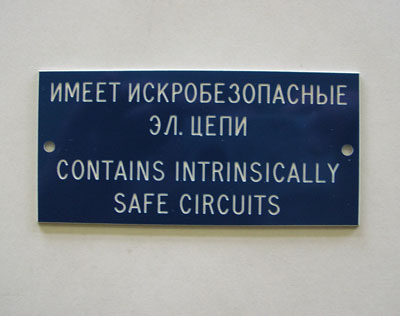 ИМЕЕТ ИСКРОБЕЗОПАСНЫЕ
ЭЛ. ЦЕПИ
CONTAINS INTRINSICALLY
SAFE CIRCUITS